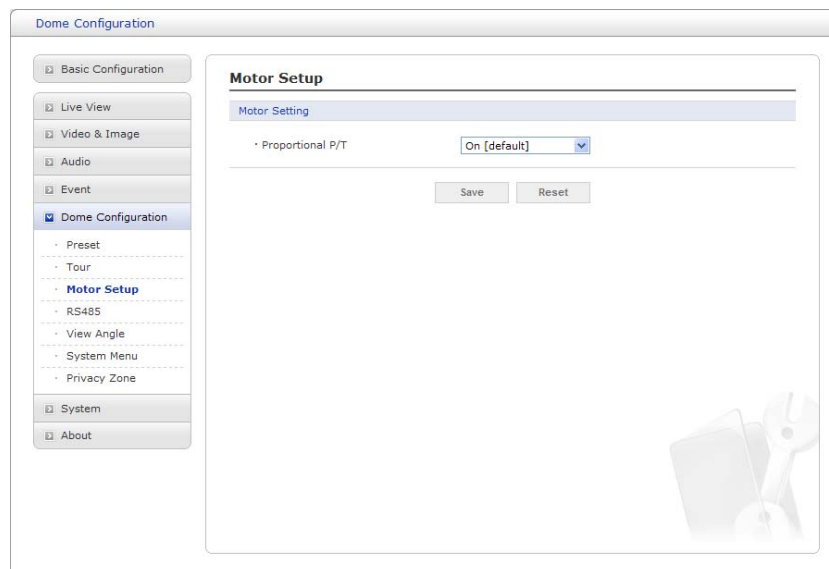 Dome Configuration
Basic Configuration
Live View
Video & Image
Audio
Event
Dome Configuration
· Preset
· Tour
· Motor Setup
· RS485
· View Angle
· System Menu
· Privacy Zone
System
About
Motor Setup
Motor Setting
· Proportional P/T
On [default]
Save
Reset